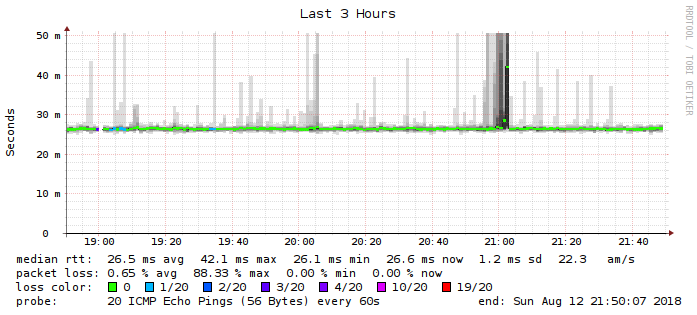 Last 3 Hours
RRDTOOL / TOBI OETIKER
Seconds
50 m
40 m
30 m
20 m
10 m
0
19:00 19:20 19:40 20:00 20:20 20:40 21:00 21:20 21:40
median rtt: 26.5 ms avg 42.1 ms max 26.1 ms min 26.6 ms now 1.2 ms sd 22.3 am/s
packet loss: 0.65 % avg 88.33 % max 0.00 % min 0.00 % now
loss color: 0 1/20 2/20 3/20 4/20 10/20 19/20
probe: 20 ICMP Echo Pings (56 Bytes) every 60s end: Sun Aug 12 21:50:07 2018